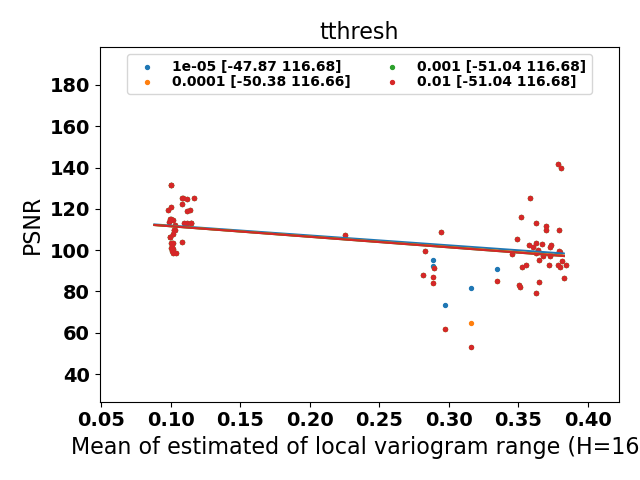 tthresh
1e-05 [-47.87 116.68]
0.0001 [-50.38 116.66]
0.001 [-51.04 116.68]
0.01 [-51.04 116.68]
PSNR
180
160
140
120
100
80
60
40
0.05 0.10 0.15 0.20 0.25 0.30 0.35 0.40
Mean of estimated of local variogram range (H=16